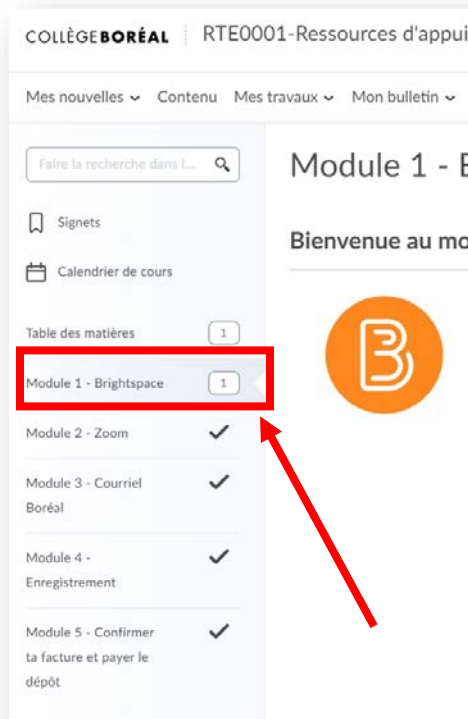 COLLÈGEBORÉAL RTE0001-Ressources d'appui
Mes nouvelles Contenu Mes travaux Mon bulletin
Faire la recherche dans l...
Module 1 -
Signets
Bienvenue au
Calendrier de cours
Table des matières 1
Module 1 - Brightspace 1
Module 2 - Zoom
Module 3 - Courriel
Boréal
Module 4 -
Enregistrement
Module 5 - Confirmer
ta facture et payer le
dépôt